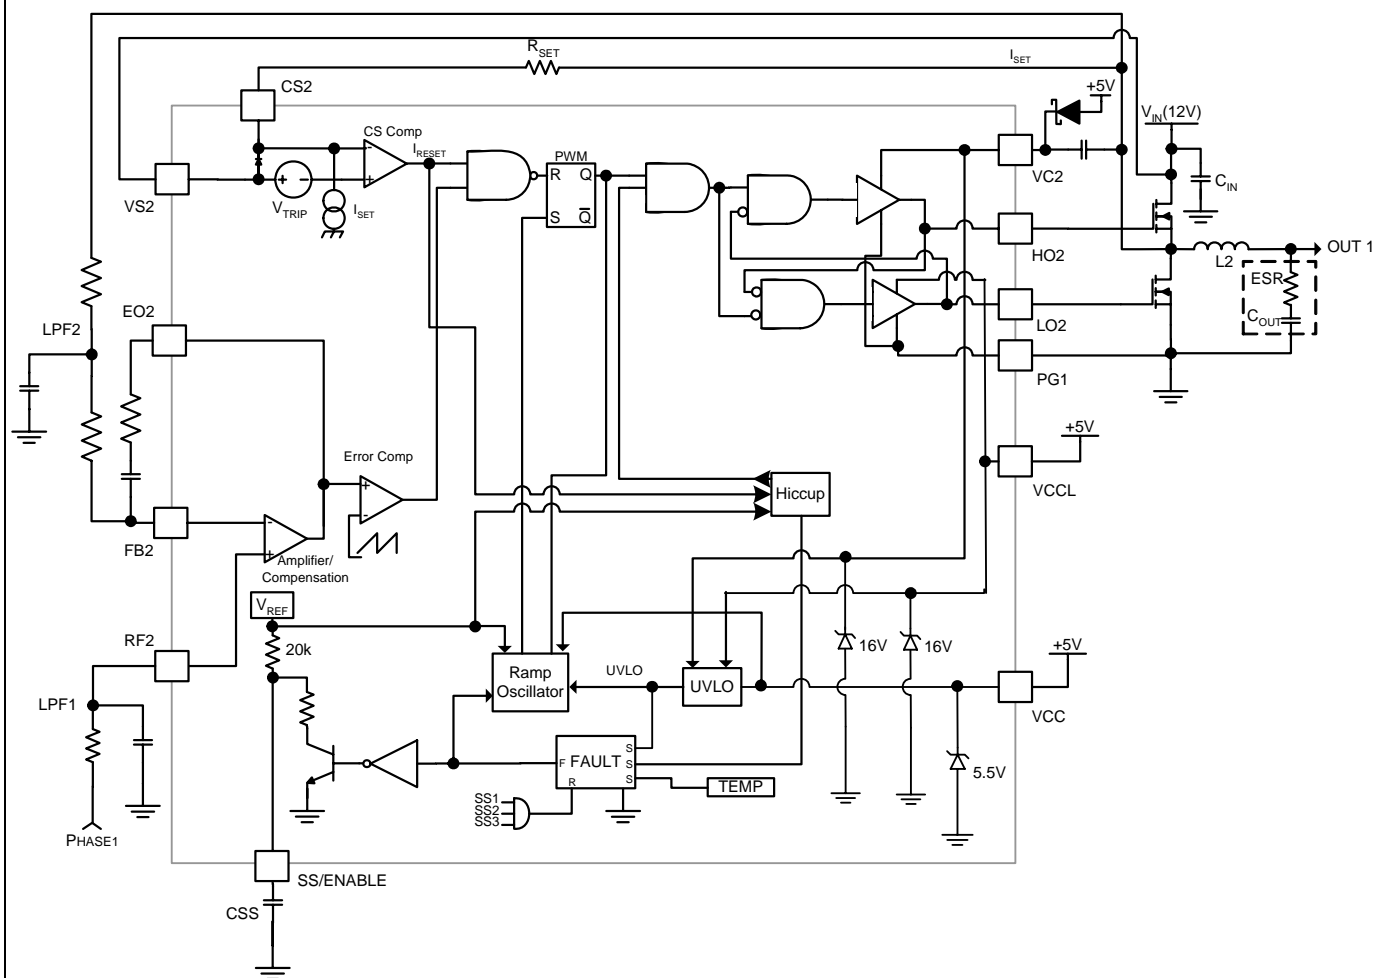 RSET
ISET
CS2
+5V
VIN(12V)
CS Comp
IRESET
PWM
R Q
S Q̅
- 
+
VS2
+ -
VTRIP
ISET
VC2
CIN
HO2
OUT 1
L2
ESR
COUT
LO2
EO2
LPF2
PG1
+5V
VCCL
Error Comp
+
-
Hiccup
FB2
-
+
Amplifier/
Compensation
VREF
RF2
20k
16V
16V
+5V
Ramp
Oscillator
UVLO
UVLO
VCC
LPF1
S
F FAULT S
R S
TEMP
5.5V
SS1
SS2
SS3
PHASE1
SS/ENABLE
CSS